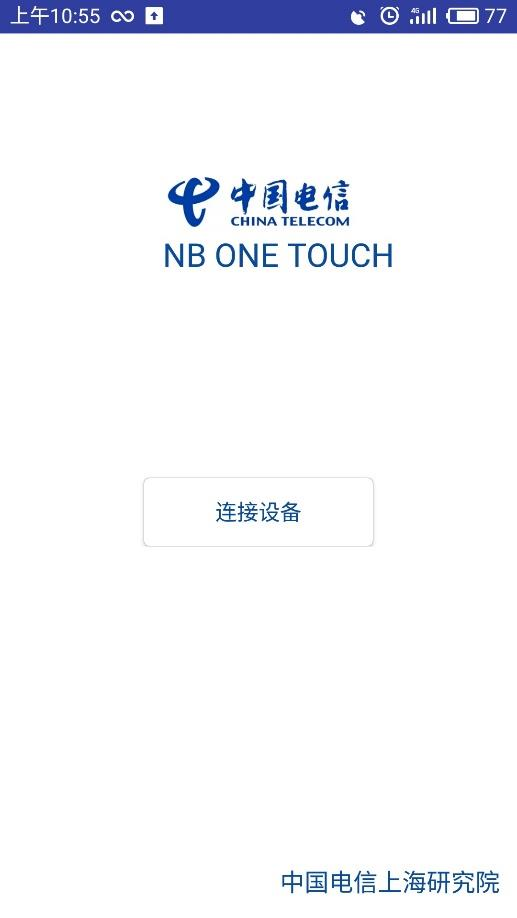 上午10:55
4G
77
中国电信
CHINA TELECOM
NB ONE TOUCH
连接设备
中国电信上海研究院